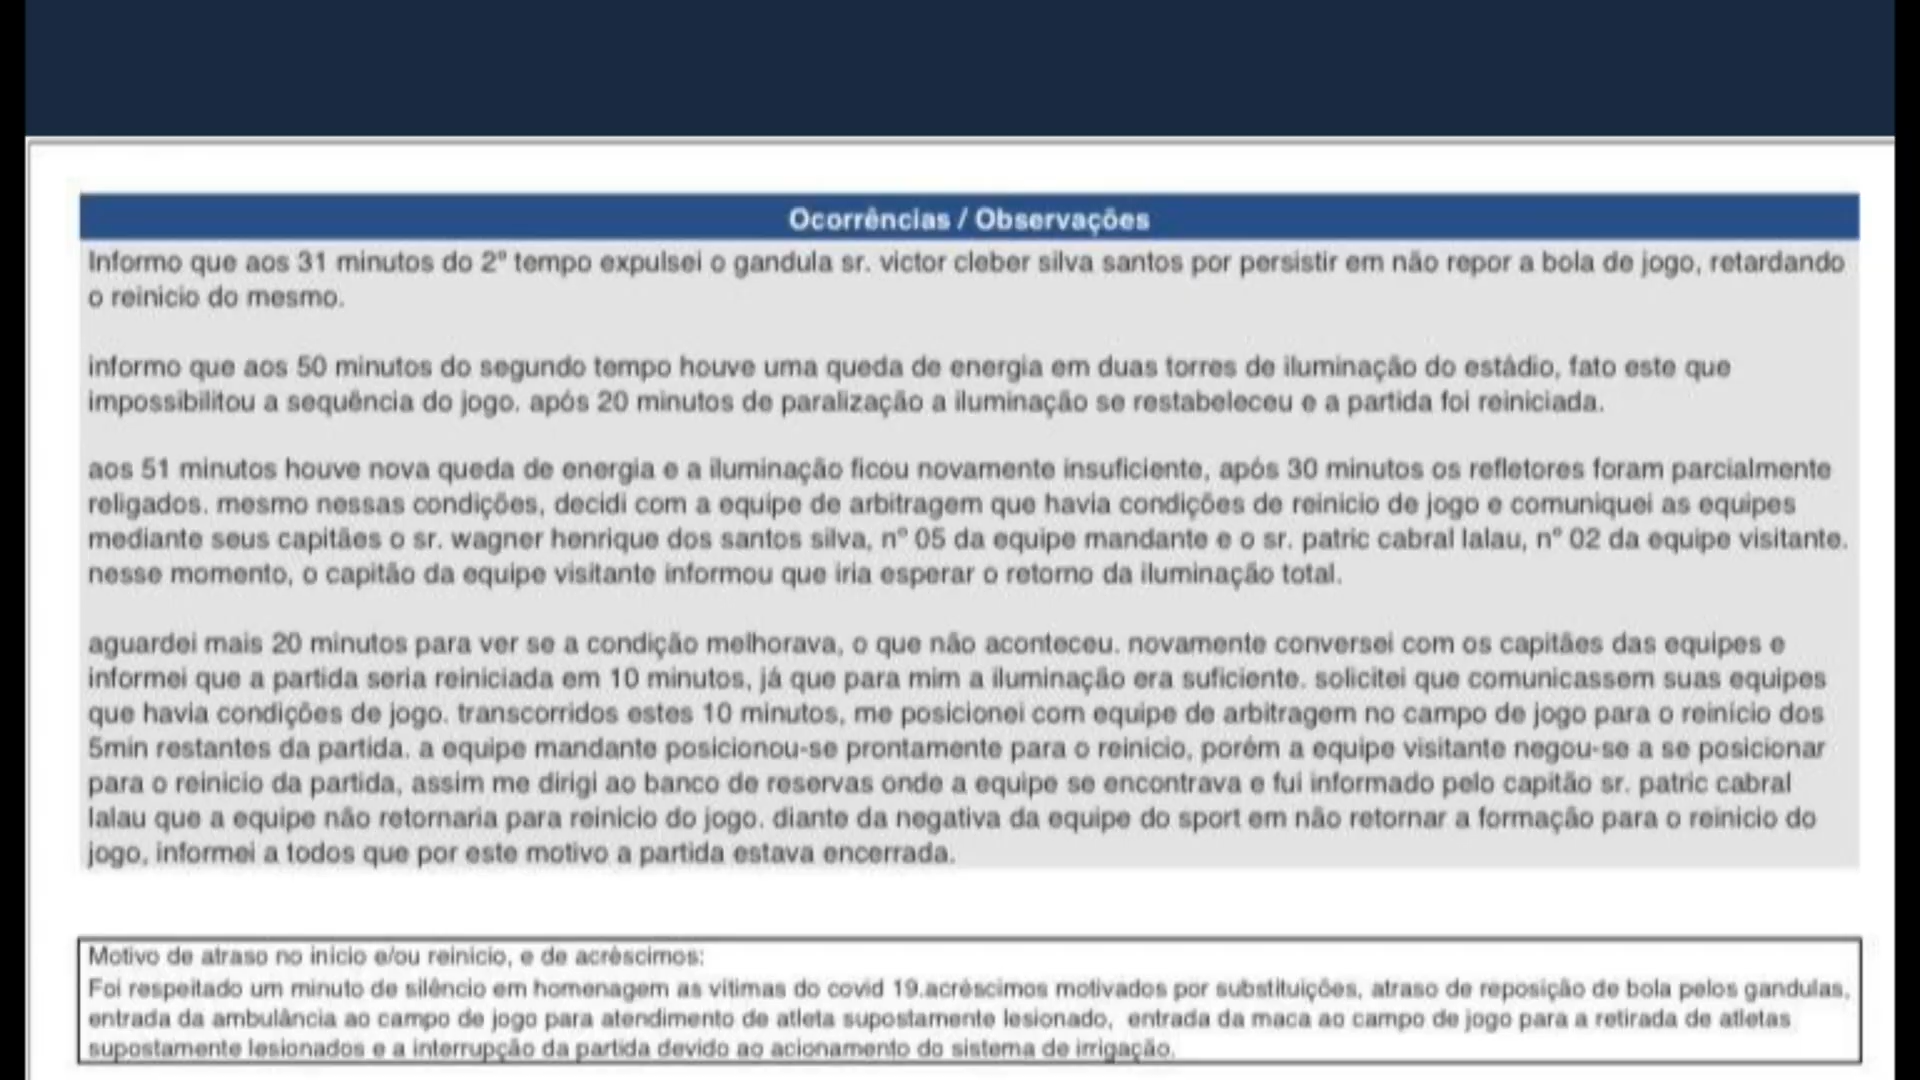 Ocorrências / Observações
Informo que aos 31 minutos do 2º tempo expulsei o gandula sr. victor cleber silva santos por persistir em não repor a bola de jogo, retardando
o reinicio do mesmo.
informo que aos 50 minutos do segundo tempo houve uma queda de energia em duas torres de iluminação do estádio, fato este que
impossibilitou a sequência do jogo. após 20 minutos de paralização a iluminação se restabeleceu e a partida foi reiniciada.
aos 51 minutos houve nova queda de energia e a iluminação ficou novamente insuficiente, após 30 minutos os refletores foram parcialmente
religados. mesmo nessas condições, decidi com a equipe de arbitragem que havia condições de reinicio de jogo e comuniquei as equipes
mediante seus capitães o sr. wagner henrique dos santos silva, nº 05 da equipe mandante e o sr. patric cabral lalau, nº 02 da equipe visitante.
nesse momento, o capitão da equipe visitante informou que iria esperar o retorno da iluminação total.
aguardei mais 20 minutos para ver se a condição melhorava, o que não aconteceu. novamente conversei com os capitães das equipes e
informei que a partida seria reiniciada em 10 minutos, já que para mim a iluminação era suficiente. solicitei que comunicassem suas equipes
que havia condições de jogo. transcorridos estes 10 minutos, me posicionei com equipe de arbitragem no campo de jogo para o reinicio dos
5min restantes da partida. a equipe mandante posicionou-se prontamente para o reinicio, porém a equipe visitante negou-se a se posicionar
para o reinicio da partida, assim me dirigi ao banco de reservas onde a equipe se encontrava e fui informado pelo capitão sr. patric cabral
lalau que a equipe não retornaria para reinicio do jogo. diante da negativa da equipe do sport em não retornar a formação para o reinicio do
jogo, informei a todos que por este motivo a partida estava encerrada.
Motivo de atraso no inicio e/ou reinicio, e de acréscimos:
Foi respeitado um minuto de silêncio em homenagem as vitimas do covid 19.acréscimos motivados por substituições, atraso de reposição de bola pelos gandulas,
entrada da ambulância ao campo de jogo para atendimento de atleta supostamente lesionado, entrada da maca ao campo de jogo para a retirada de atletas
supostamente lesionados e a interrupção da partida devido ao acionamento do sistema de irrigação.